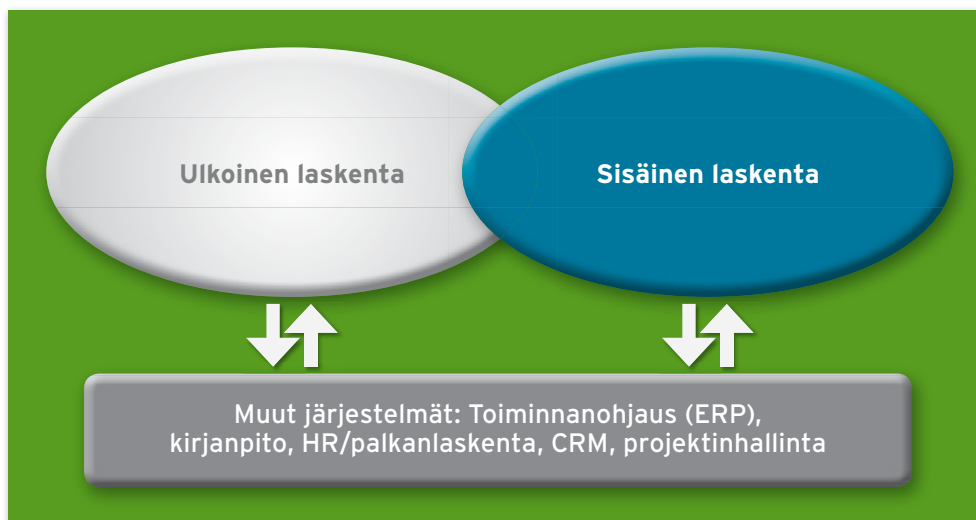 Ulkoinen laskenta
Sisäinen laskenta
Muut järjestelmät: Toiminnanohjaus (ERP),
kirjanpito, HR/palkanlaskenta, CRM, projektinhallinta